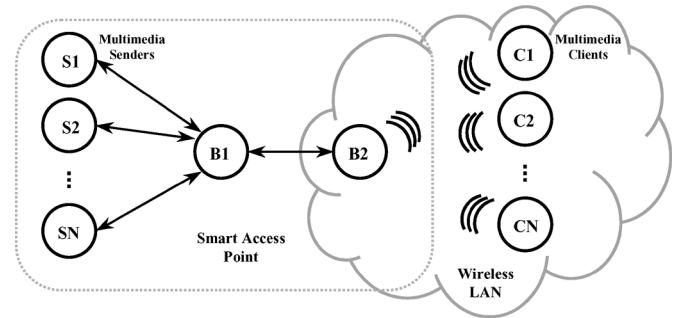 S1
Multimedia
Senders
S2
...
SN
B1
B2
Smart Access
Point
C1
Multimedia
Clients
C2
...
CN
Wireless
LAN